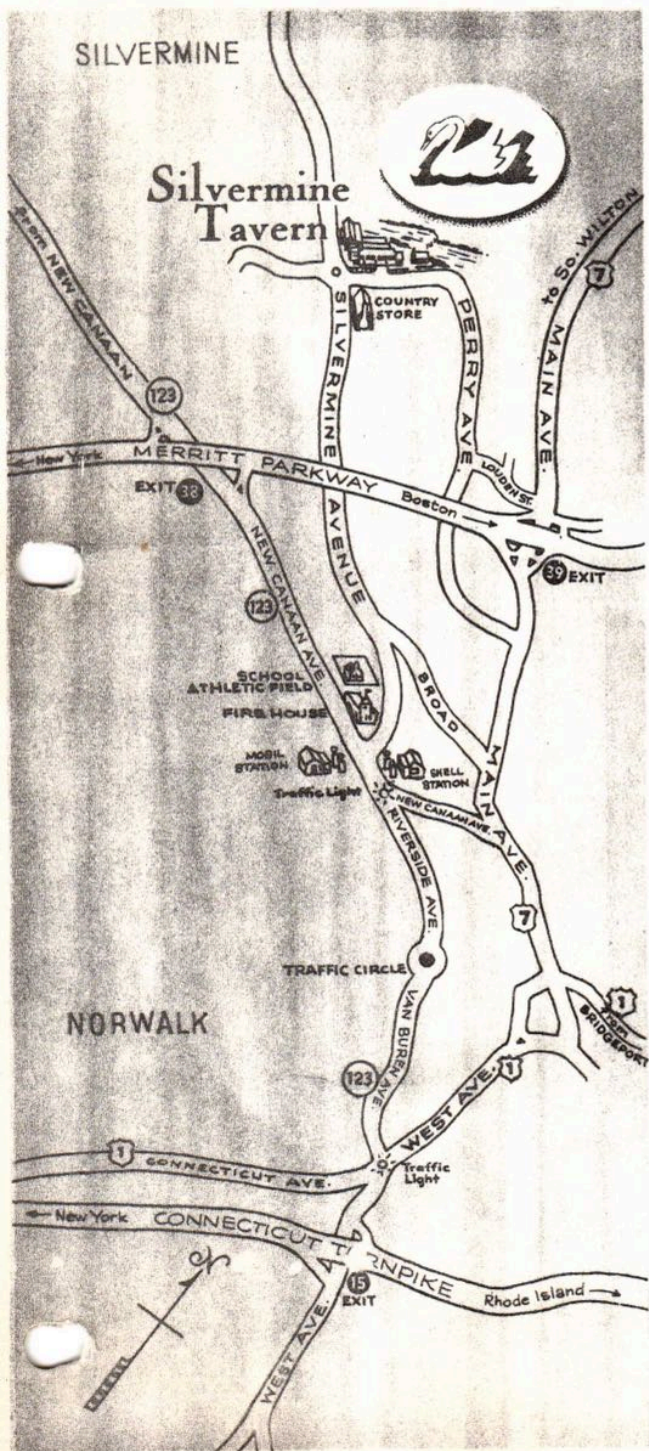 SILVERMINE
Silvermine
Tavern
to So. WILTON
7
from NEW CANAAN
COUNTRY
STORE
SILVERMINE AVENUE
PERRY AVE.
MAIN AVE.
123
New York
MERRITT PARKWAY
Boston
LOUDEN ST.
EXIT 38
39 EXIT
NEW CANAAN AVE.
123
SCHOOL
ATHLETIC FIELD
FIRE HOUSE
BROAD
MAIN AVE.
MOBIL
STATION
SHELL
STATION
Traffic Light
NEW CANAAN AVE.
RIVERSIDE AVE.
7
TRAFFIC CIRCLE
1
from
BRIDGEPORT
NORWALK
VAN BUREN AVE.
123
WEST AVE.
1
1
CONNECTICUT AVE.
Traffic
Light
New York
CONNECTICUT T RNPIKE
15
EXIT
Rhode Island
WEST AVE.
N